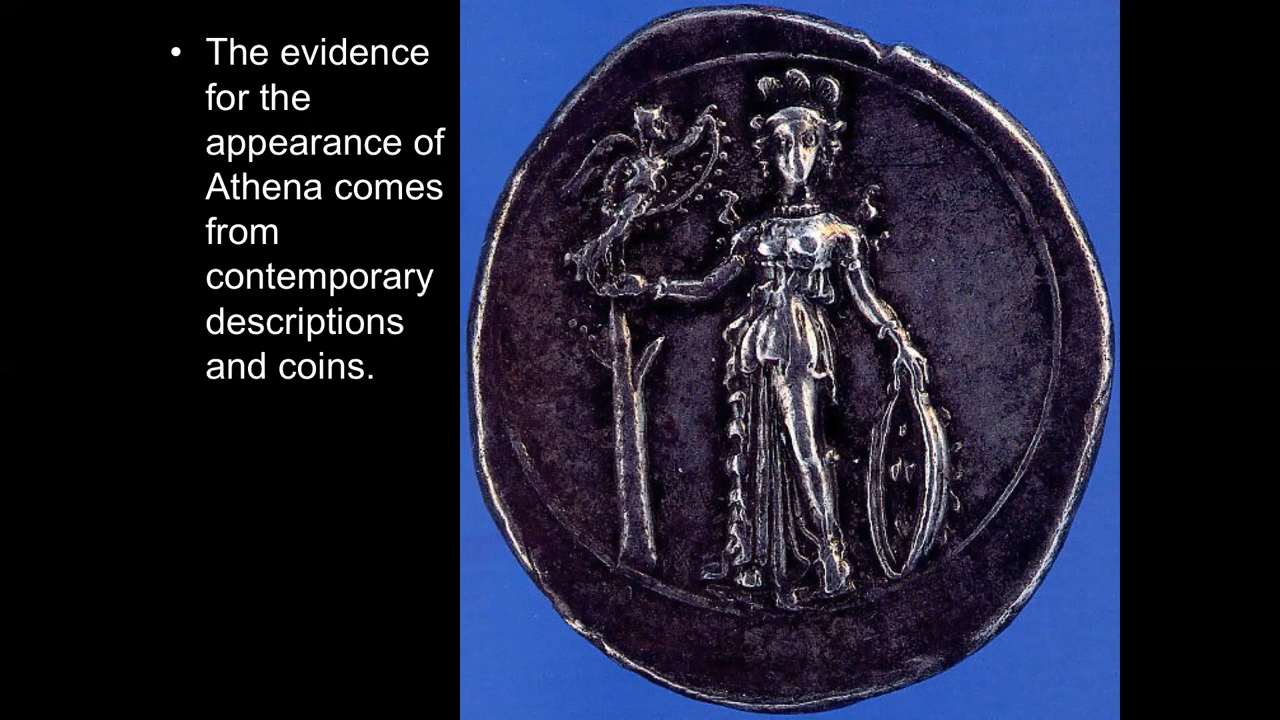 • The evidence
for the
appearance of
Athena comes
from
contemporary
descriptions
and coins.